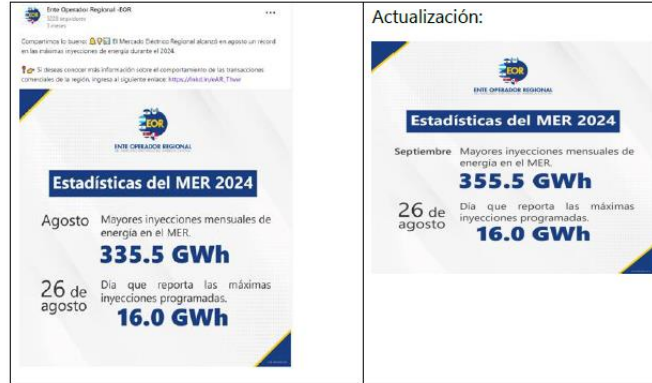 Ente Operador Regional -EOR
3 meses
Compartimos lo bueno El Mercado Eléctrico Regional alcanzó en agosto un récord
en las máximas inyecciones de energía durante el 2024.
Si deseas conocer más información sobre el comportamiento de las transacciones
comerciales de la región, ingresa al siguiente enlace:
EOR
ENTE OPERADOR REGIONAL
Estadísticas del MER 2024
Agosto
Mayores inyecciones mensuales de
energía en el MER.
335.5 GWh
26 de
agosto
Día que reporta las máximas
inyecciones programadas.
16.0 GWh
Actualización:
EOR
ENTE OPERADOR REGIONAL
Estadísticas del MER 2024
Septiembre
Mayores inyecciones mensuales de
energía en el MER.
355.5 GWh
26 de
agosto
Día que reporta las máximas
inyecciones programadas.
16.0 GWh